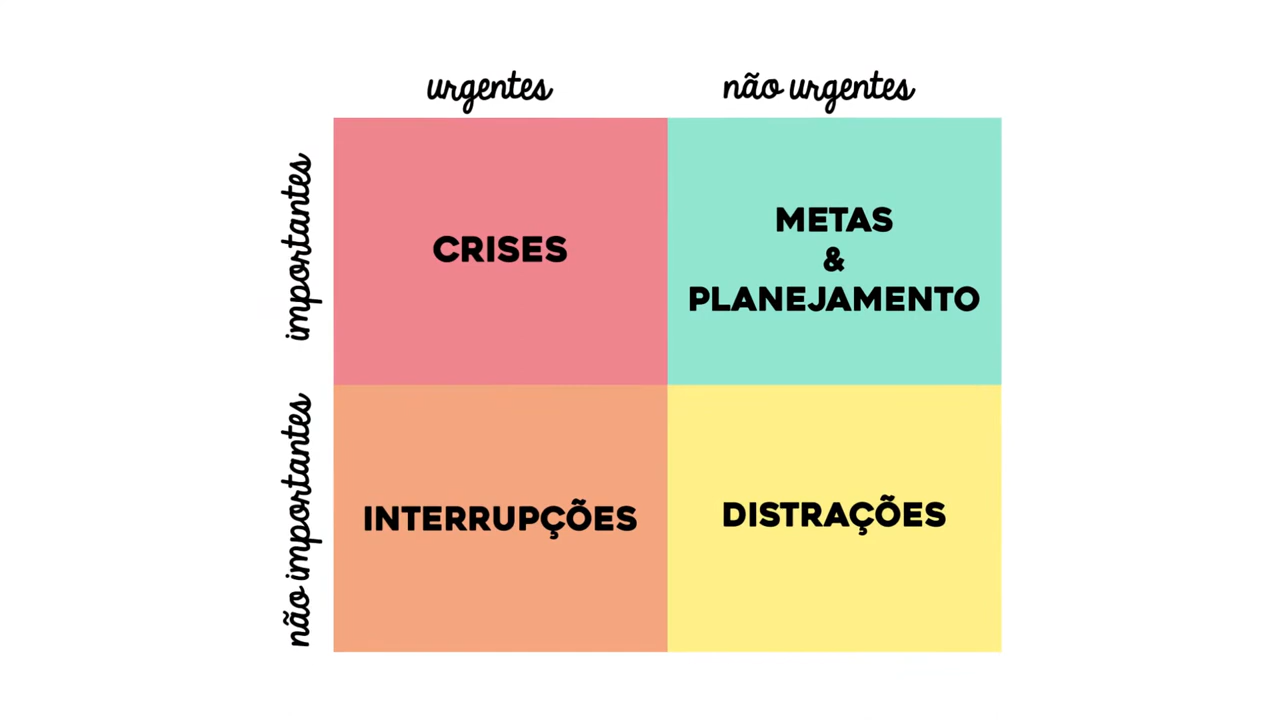 urgentes
não urgentes
importantes
CRISES
METAS
&
PLANEJAMENTO
não importantes
INTERRUPÇÕES
DISTRAÇÕES